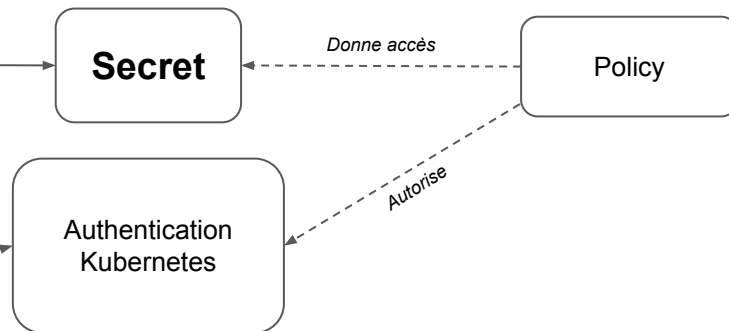 Secret
Donne accès
Policy
Autorise
Authentication
Kubernetes